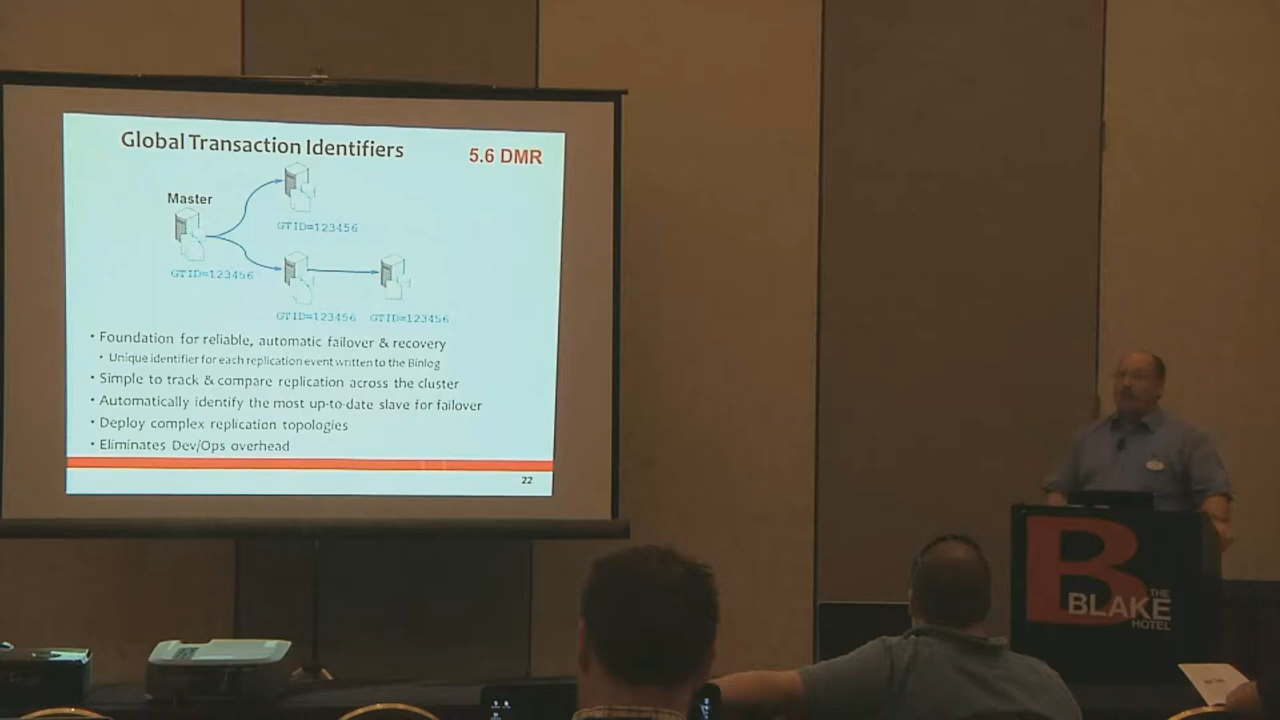 Global Transaction Identifiers
5.6 DMR
Master
GTID=123456
GTID=123456
GTID=123456
GTID=123456
• Foundation for reliable, automatic failover & recovery
• Unique identifier for each replication event written to the Binlog
• Simple to track & compare replication across the cluster
• Automatically identify the most up-to-date slave for failover
• Deploy complex replication topologies
• Eliminates Dev/Ops overhead
22
B
THE
BLAKE
HOTEL